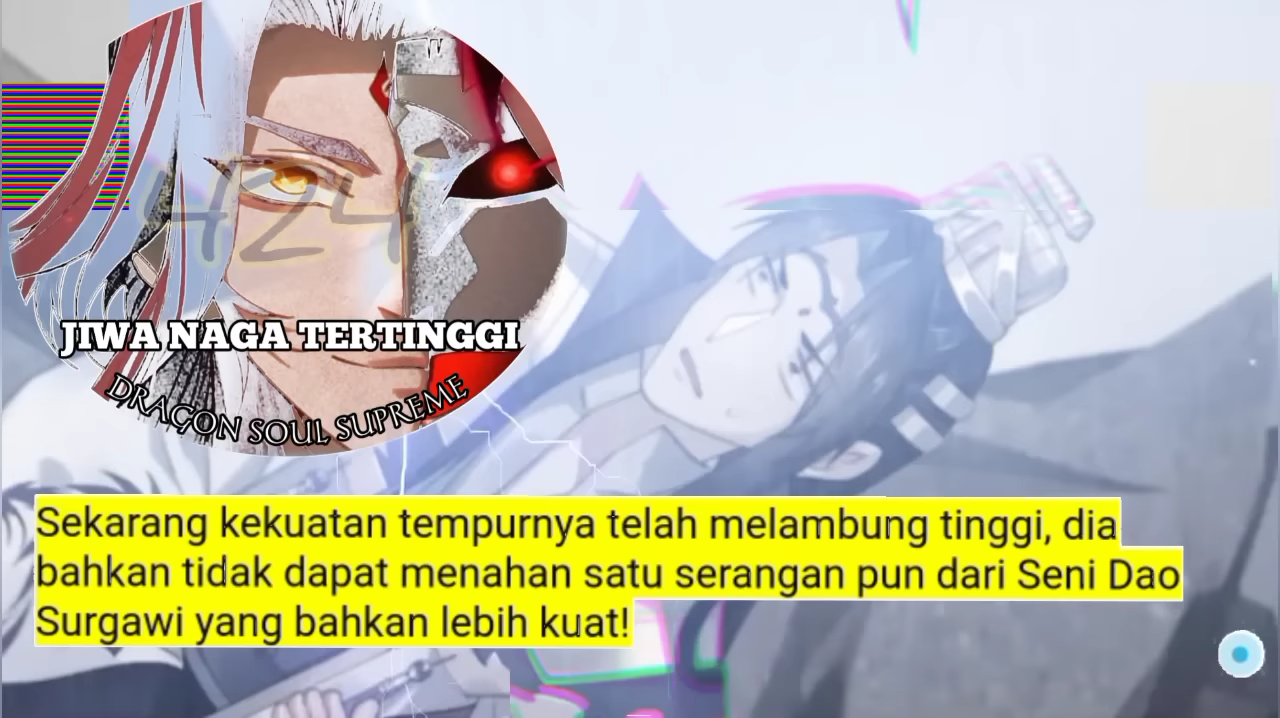 424
JIWA NAGA TERTINGGI
DRAGON SOUL SUPREME
Sekarang kekuatan tempurnya telah melambung tinggi, dia
bahkan tidak dapat menahan satu serangan pun dari Seni Dao
Surgawi yang bahkan lebih kuat!